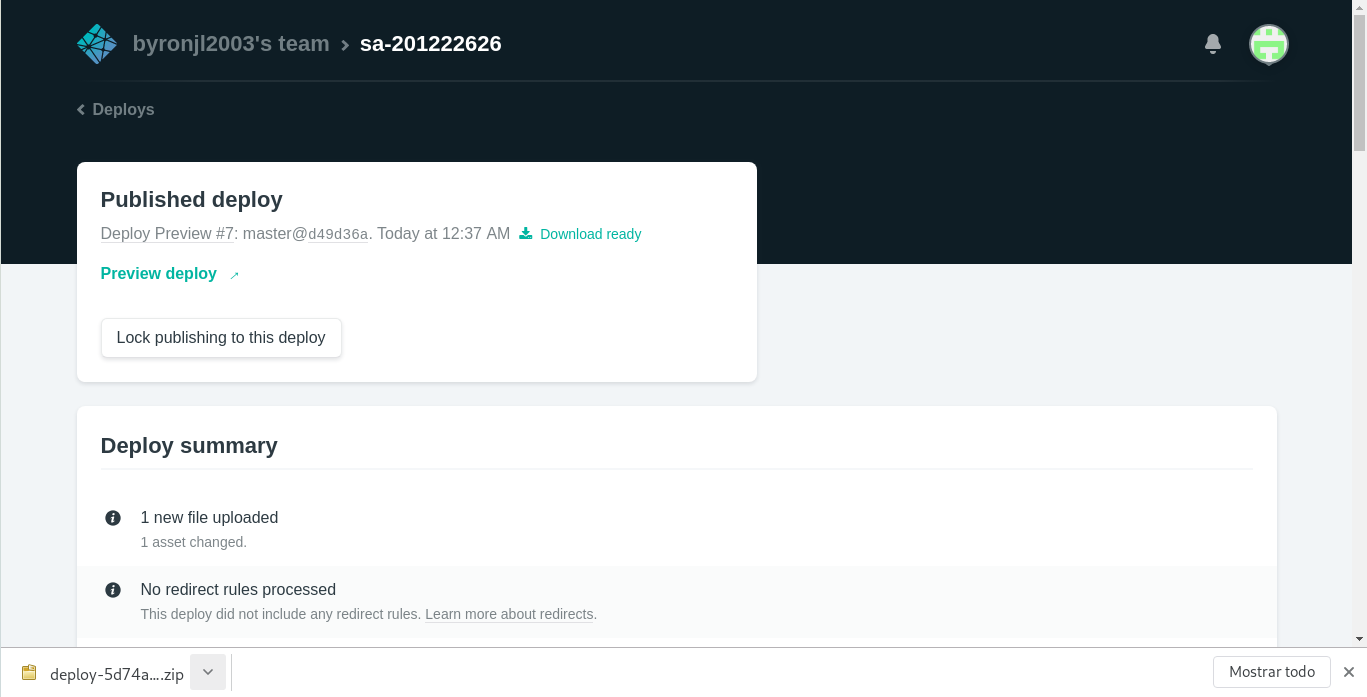 byronjl2003's team > sa-201222626
Deploys
Published deploy
Deploy Preview #7: master@d49d36a. Today at 12:37 AM Download ready
Preview deploy →
Lock publishing to this deploy
Deploy summary
1 new file uploaded
1 asset changed.
No redirect rules processed
This deploy did not include any redirect rules. Learn more about redirects.
deploy-5d74a....zip
Mostrar todo